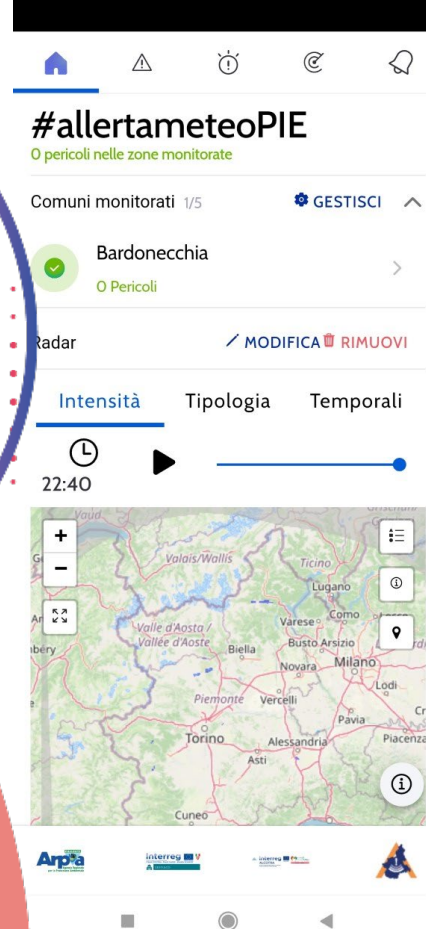 #allertameteoPIE
0 pericoli nelle zone monitorate
Comuni monitorati 1/5 GESTISCI
Bardonecchia
0 Pericoli
Radar MODIFICA RIMUOVI
Intensità Tipologia Temporali
22:40
Vaud
+
Valais/Wallis
Ticino
−
Lugano
Como
Valle d'Aosta /
Vallée d'Aoste
Varese
Biella
Busto Arsizio
Novara
Milano
Lodi
Piemonte
Vercelli
Pavia
Piacenza
Torino
Alessandria
Asti
Cuneo
Arpa
Interreg
Interreg